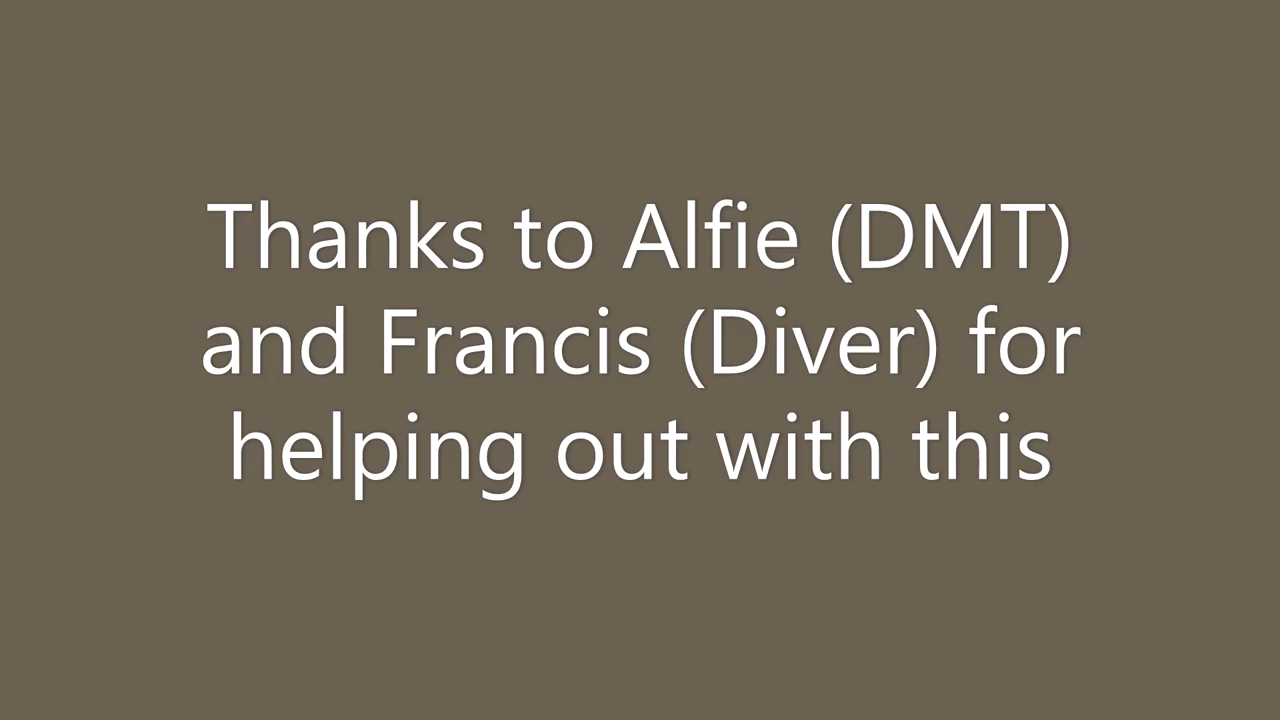 Thanks to Alfie (DMT)
and Francis (Diver) for
helping out with this